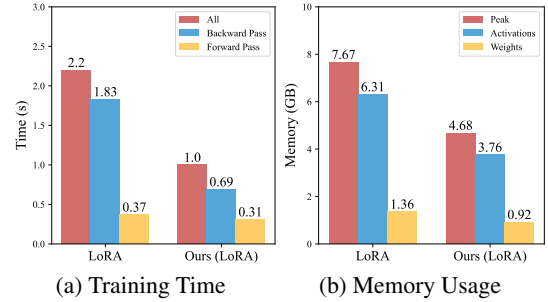 3.0
2.5
2.0
1.5
1.0
0.5
0.0
Time (s)
All
Backward Pass
Forward Pass
2.2
1.83
0.37
1.0
0.69
0.31
LoRA
Ours (LoRA)
(a) Training Time
10
8
6
4
2
0
Memory (GB)
Peak
Activations
Weights
7.67
6.31
1.36
4.68
3.76
0.92
LoRA
Ours (LoRA)
(b) Memory Usage